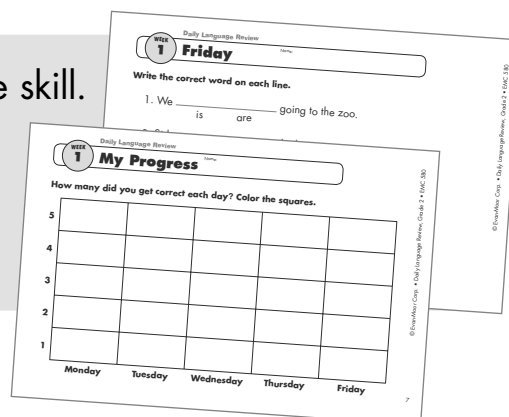 e skill.
Daily Language Review
WEEK
1
Friday
Name:
Write the correct word on each line.
1. We ____________ going to the zoo.
is are
© Evan-Moor Corp. • Daily Language Review, Grade 2 • EMC 580
Daily Language Review
WEEK
1
My Progress
Name:
How many did you get correct each day? Color the squares.
5
4
3
2
1
Monday Tuesday Wednesday Thursday Friday
© Evan-Moor Corp. • Daily Language Review, Grade 2 • EMC 580
7